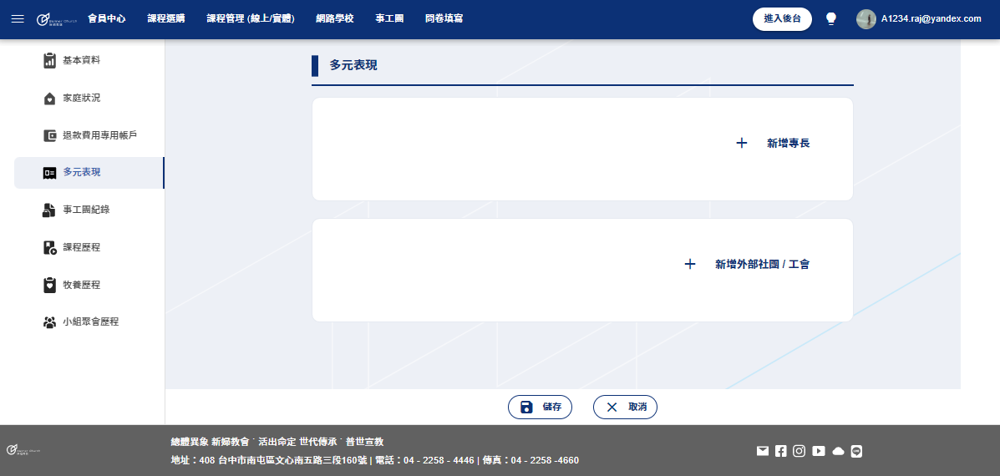 會員中心 課程選購 課程管理 (線上/實體) 網路學校 事工團 問卷填寫 進入後台 A1234.raj@yandex.com
基本資料
家庭狀況
退款費用專用帳戶
多元表現
事工團紀錄
課程歷程
牧養歷程
小組聚會歷程
多元表現
新增專長
新增外部社團 / 工會
儲存 取消
總體異象 新婦教會 ˙ 活出命定 世代傳承 ˙ 普世宣教
地址：408 台中市南屯區文心南五路三段160號 | 電話：04 - 2258 - 4446 | 傳真：04 - 2258 -4660